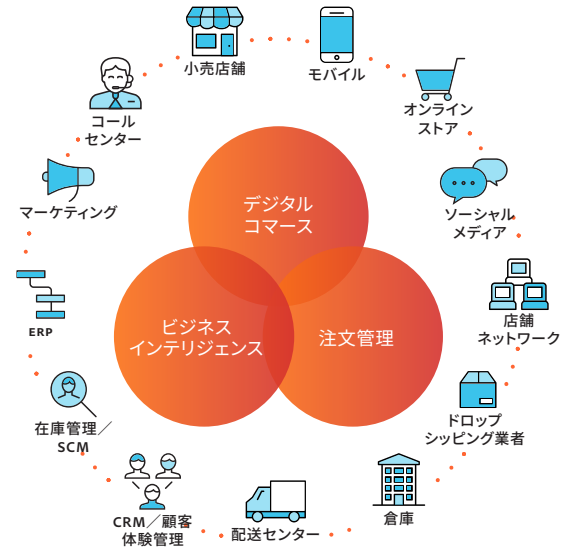 小売店舗
モバイル
オンライン
ストア
ソーシャル
メディア
店舗
ネットワーク
ドロップ
シッピング業者
倉庫
配送センター
CRM／顧客
体験管理
在庫管理／
SCM
ERP
マーケティング
コール
センター
デジタル
コマース
ビジネス
インテリジェンス
注文管理